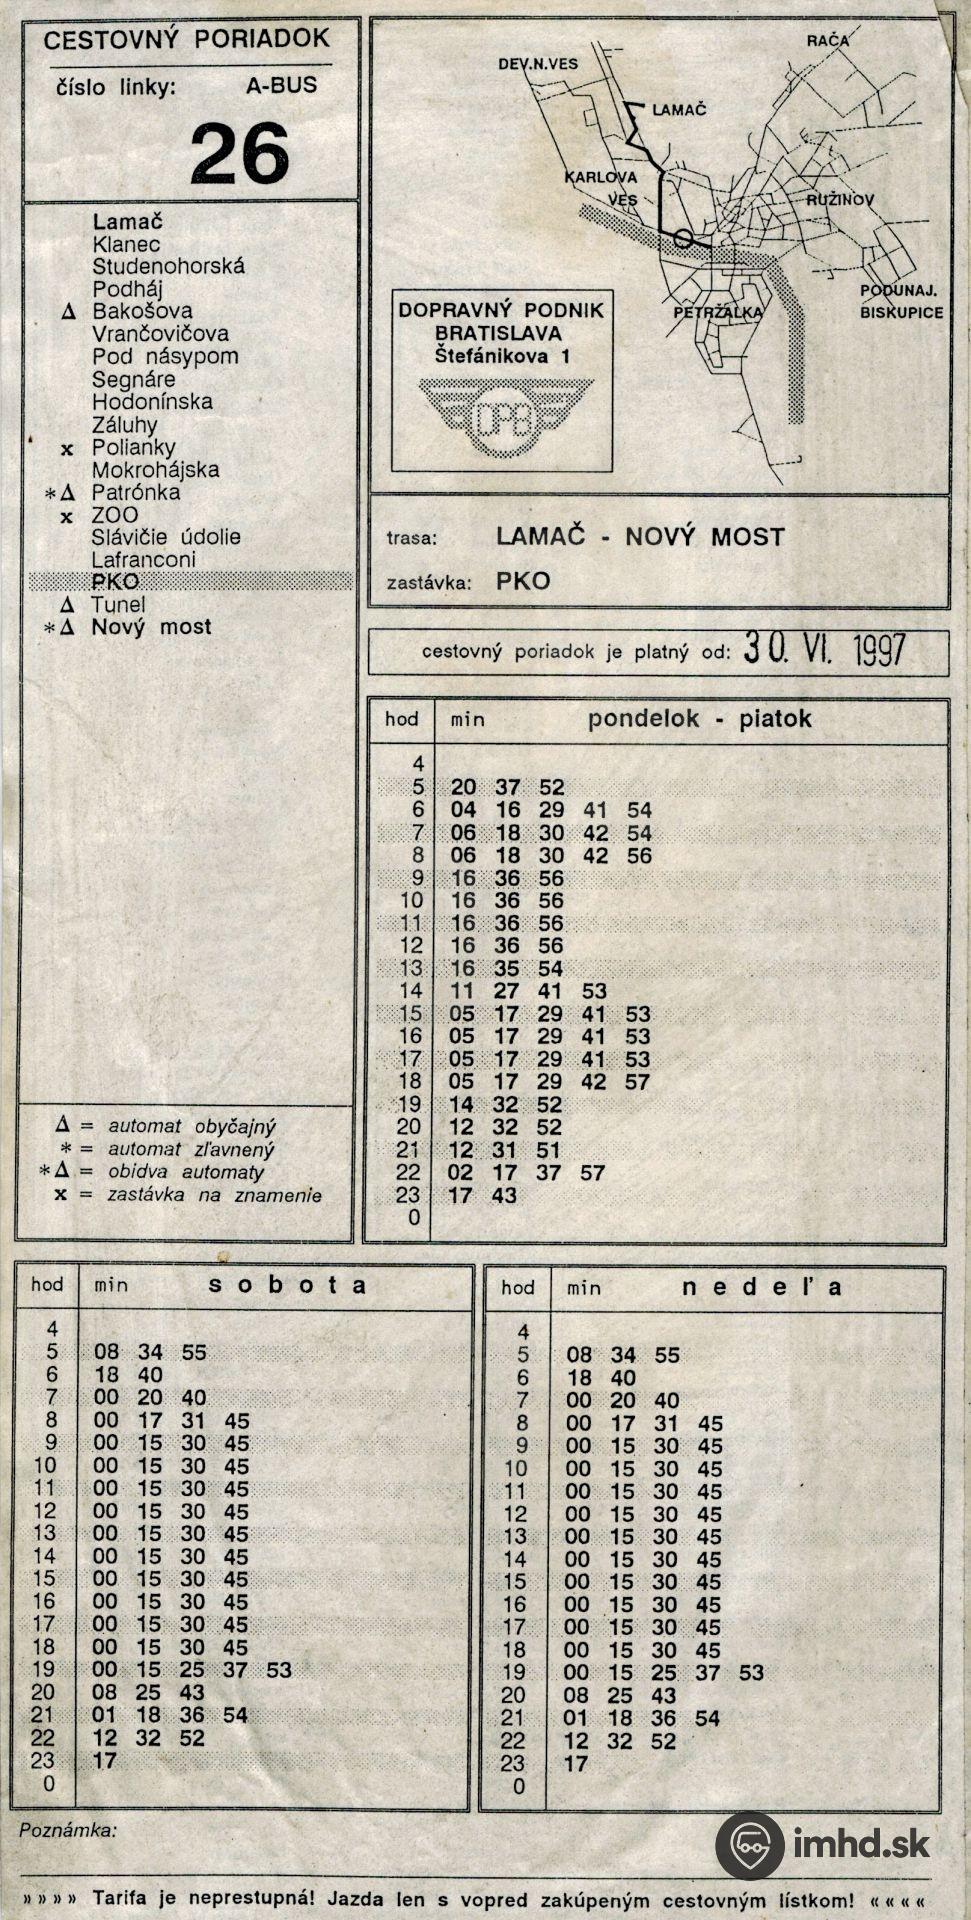 CESTOVNÝ PORIADOK
číslo linky: A-BUS
26
Lamač
Klanec
Studenohorská
Podháj
Δ Bakošova
Vrančovičova
Pod násypom
Segnáre
Hodonínska
Záluhy
x Polianky
Mokrohájska
*Δ Patrónka
x ZOO
Slávičie údolie
Lafranconi
PKO
Δ Tunel
*Δ Nový most
Δ = automat obyčajný
* = automat zľavnený
*Δ = obidva automaty
x = zastávka na znamenie
RAČA
DEV.N.VES
LAMAČ
KARLOVA
VES
RUŽINOV
PODUNAJ.
BISKUPICE
PETRŽALKA
DOPRAVNÝ PODNIK
BRATISLAVA
Štefánikova 1
DPB
trasa: LAMAČ - NOVÝ MOST
zastávka: PKO
cestovný poriadok je platný od: 30. VI. 1997
hod min pondelok - piatok
4
5 20 37 52
6 04 16 29 41 54
7 06 18 30 42 54
8 06 18 30 42 56
9 16 36 56
10 16 36 56
11 16 36 56
12 16 36 56
13 16 35 54
14 11 27 41 53
15 05 17 29 41 53
16 05 17 29 41 53
17 05 17 29 41 53
18 05 17 29 42 57
19 14 32 52
20 12 32 52
21 12 31 51
22 02 17 37 57
23 17 43
0
hod min sobota
4
5 08 34 55
6 18 40
7 00 20 40
8 00 17 31 45
9 00 15 30 45
10 00 15 30 45
11 00 15 30 45
12 00 15 30 45
13 00 15 30 45
14 00 15 30 45
15 00 15 30 45
16 00 15 30 45
17 00 15 30 45
18 00 15 30 45
19 00 15 25 37 53
20 08 25 43
21 01 18 36 54
22 12 32 52
23 17
0
hod min nedeľa
4
5 08 34 55
6 18 40
7 00 20 40
8 00 17 31 45
9 00 15 30 45
10 00 15 30 45
11 00 15 30 45
12 00 15 30 45
13 00 15 30 45
14 00 15 30 45
15 00 15 30 45
16 00 15 30 45
17 00 15 30 45
18 00 15 30 45
19 00 15 25 37 53
20 08 25 43
21 01 18 36 54
22 12 32 52
23 17
0
Poznámka:
imhd.sk
»»»» Tarifa je neprestupná! Jazda len s vopred zakúpeným cestovným lístkom! ««««